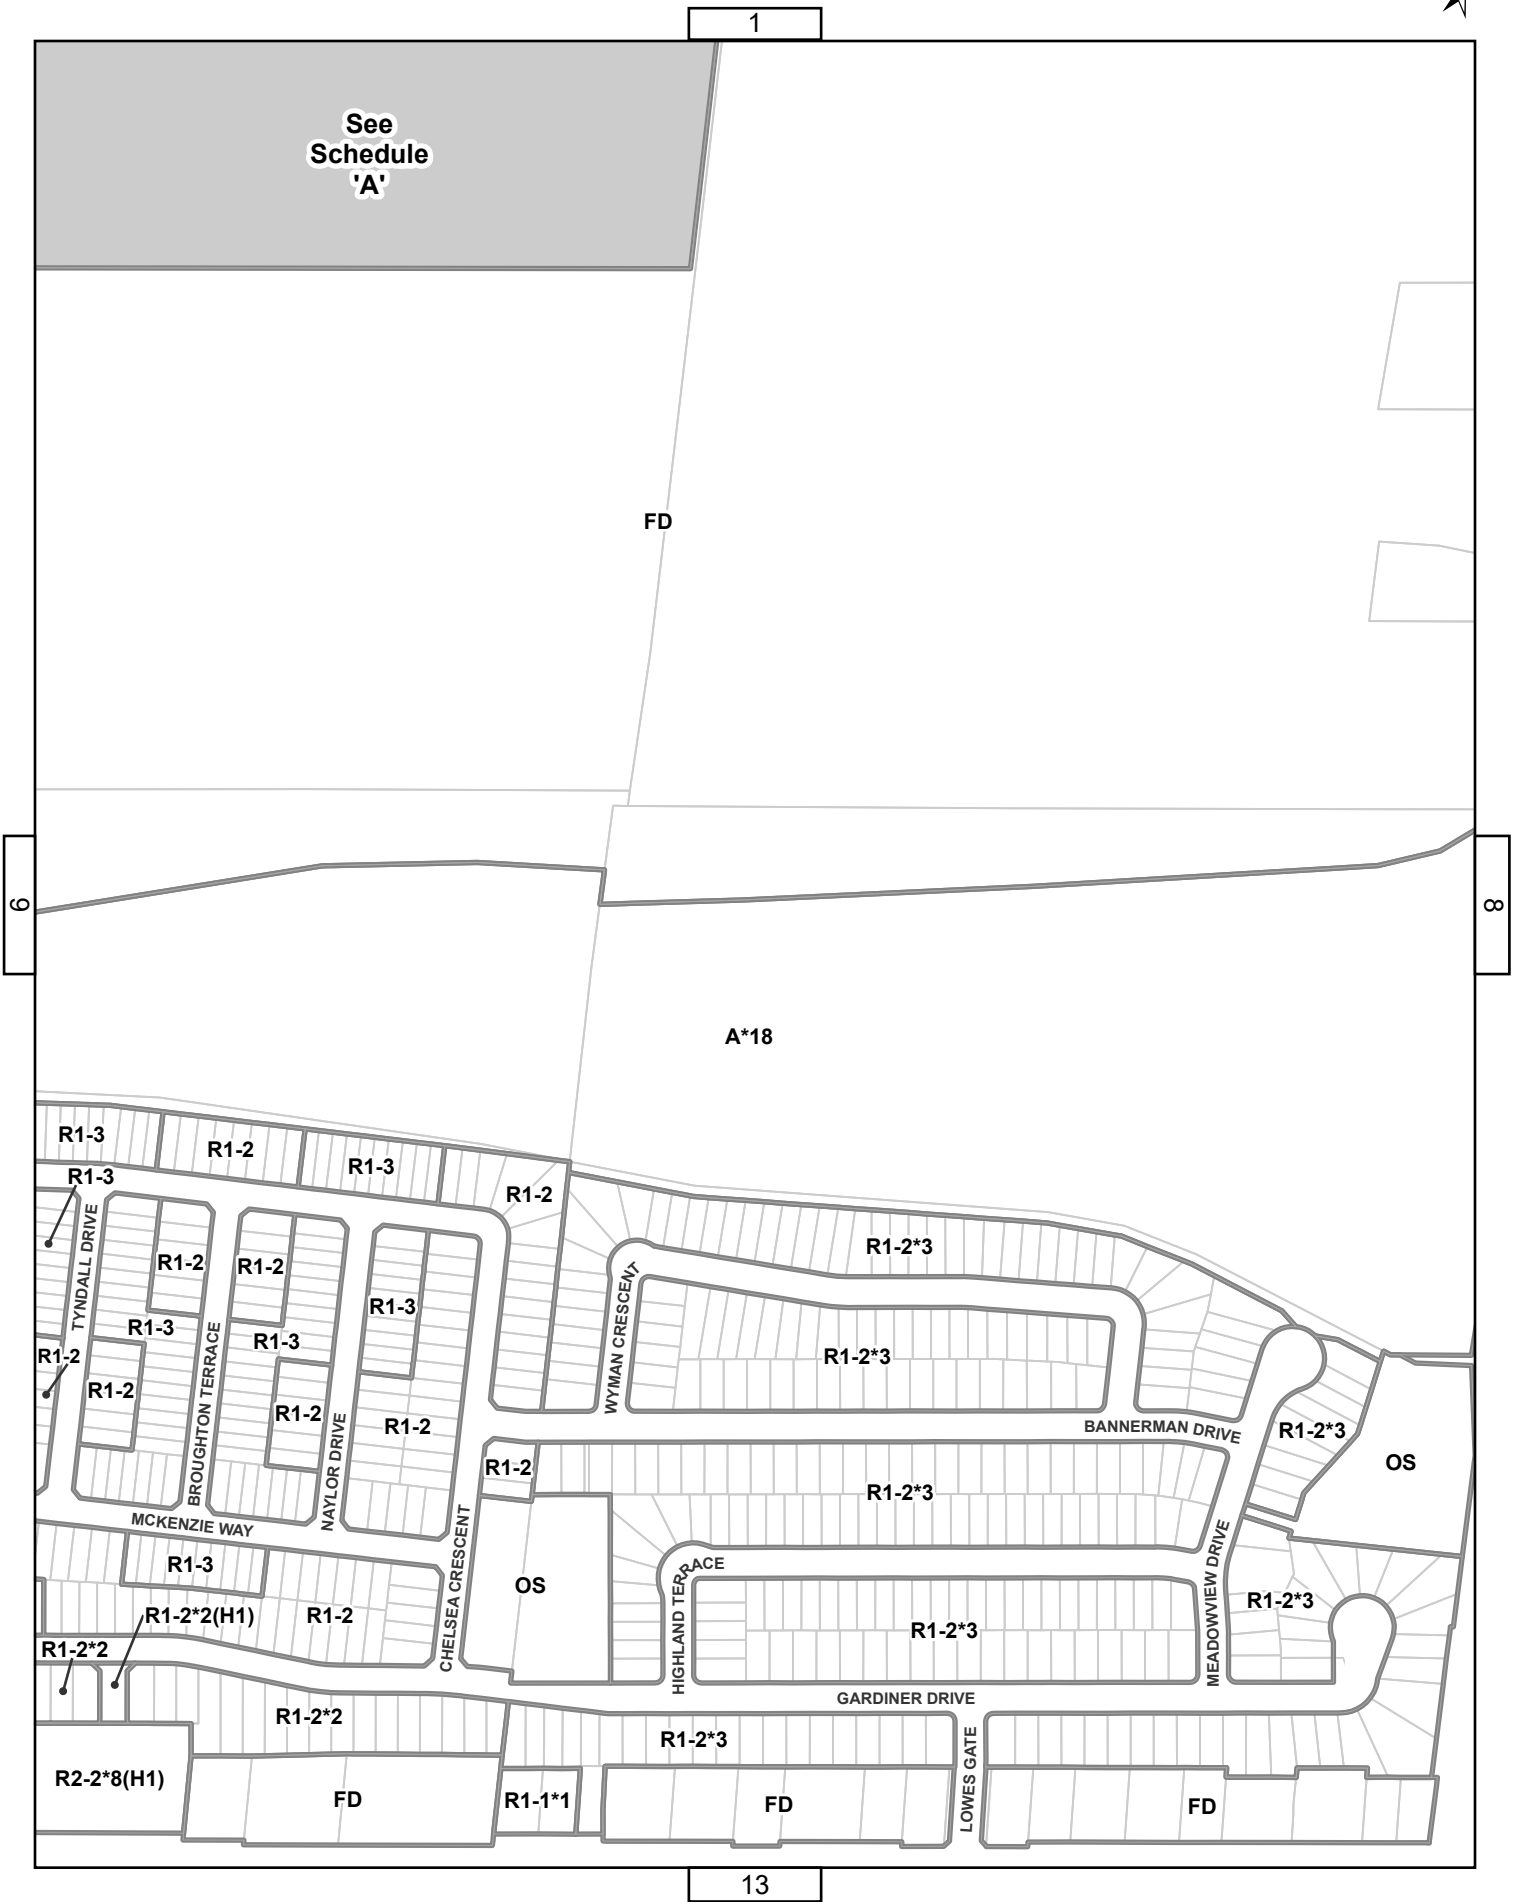 1
See
Schedule
'A'
FD
9
8
A*18
R1-3
R1-2
R1-3
R1-3
R1-2
R1-2*3
TYNDALL DRIVE
R1-2
R1-2
R1-3
R1-3
R1-3
WYMAN CRESCENT
R1-2*3
R1-2
R1-2
BROUGHTON TERRACE
R1-2
NAYLOR DRIVE
R1-2
BANNERMAN DRIVE
R1-2*3
OS
R1-2
R1-2*3
MCKENZIE WAY
CHELSEA CRESCENT
R1-3
OS
HIGHLAND TERRACE
MEADOWVIEW DRIVE
R1-2*3
R1-2*2(H1)
R1-2
R1-2*3
R1-2*2
GARDINER DRIVE
R1-2*2
R1-2*3
LOWES GATE
R2-2*8(H1)
FD
R1-1*1
FD
FD
13